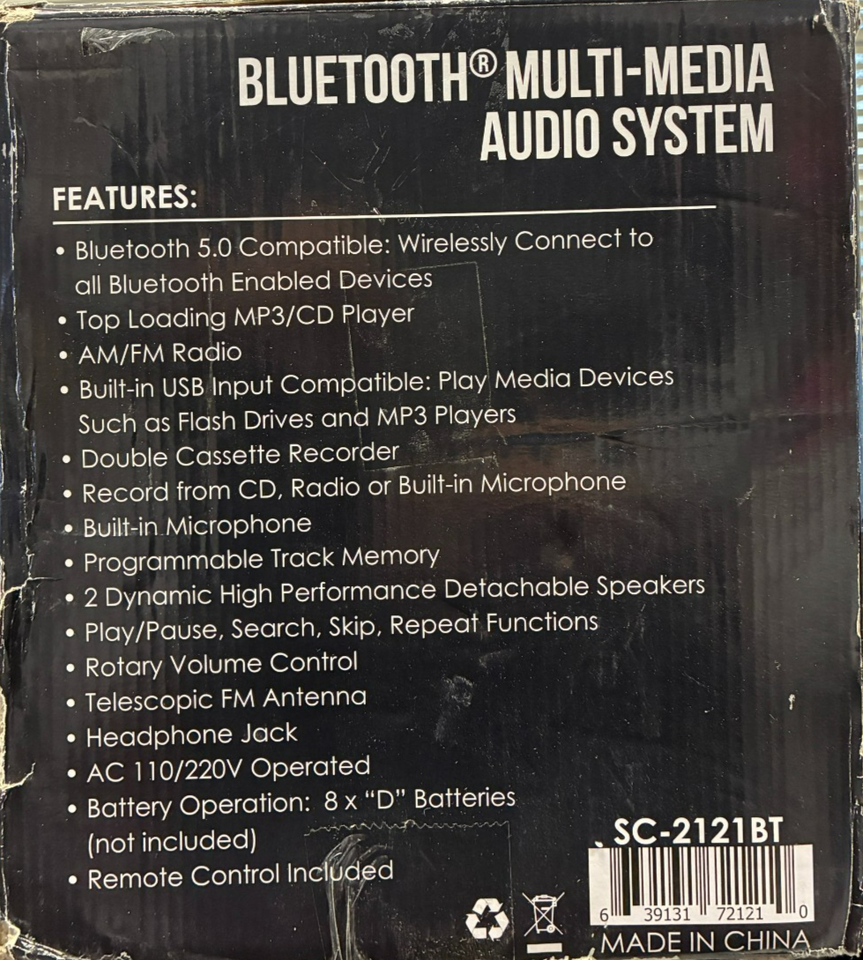 BLUETOOTH® MULTI-MEDIA
AUDIO SYSTEM
FEATURES:
• Bluetooth 5.0 Compatible: Wirelessly Connect to
all Bluetooth Enabled Devices
• Top Loading MP3/CD Player
• AM/FM Radio
• Built-in USB Input Compatible: Play Media Devices
Such as Flash Drives and MP3 Players
• Double Cassette Recorder
• Record from CD, Radio or Built-in Microphone
• Built-in Microphone
• Programmable Track Memory
• 2 Dynamic High Performance Detachable Speakers
• Play/Pause, Search, Skip, Repeat Functions
• Rotary Volume Control
• Telescopic FM Antenna
• Headphone Jack
• AC 110/220V Operated
• Battery Operation: 8 x “D” Batteries
(not included)
• Remote Control Included
SC-2121BT
6 39131 72121 0
MADE IN CHINA